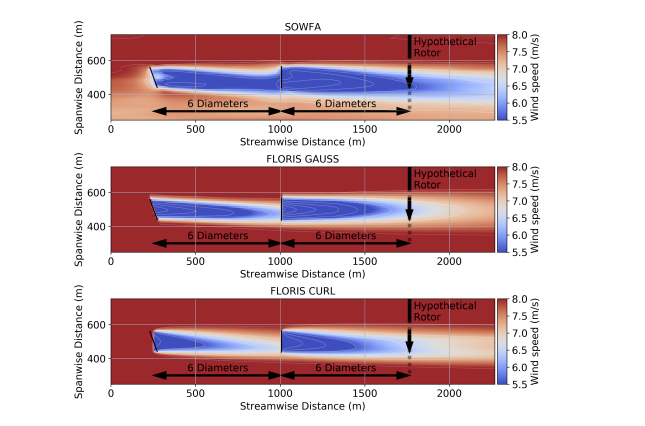 SOWFA
Spanwise Distance (m)
600
400
Hypothetical
Rotor
6 Diameters
6 Diameters
0
500
1000
1500
2000
Streamwise Distance (m)
8.0
7.5
7.0
6.5
6.0
5.5
Wind speed (m/s)
FLORIS GAUSS
Spanwise Distance (m)
600
400
Hypothetical
Rotor
6 Diameters
6 Diameters
0
500
1000
1500
2000
Streamwise Distance (m)
8.0
7.5
7.0
6.5
6.0
5.5
Wind speed (m/s)
FLORIS CURL
Spanwise Distance (m)
600
400
Hypothetical
Rotor
6 Diameters
6 Diameters
0
500
1000
1500
2000
Streamwise Distance (m)
8.0
7.5
7.0
6.5
6.0
5.5
Wind speed (m/s)